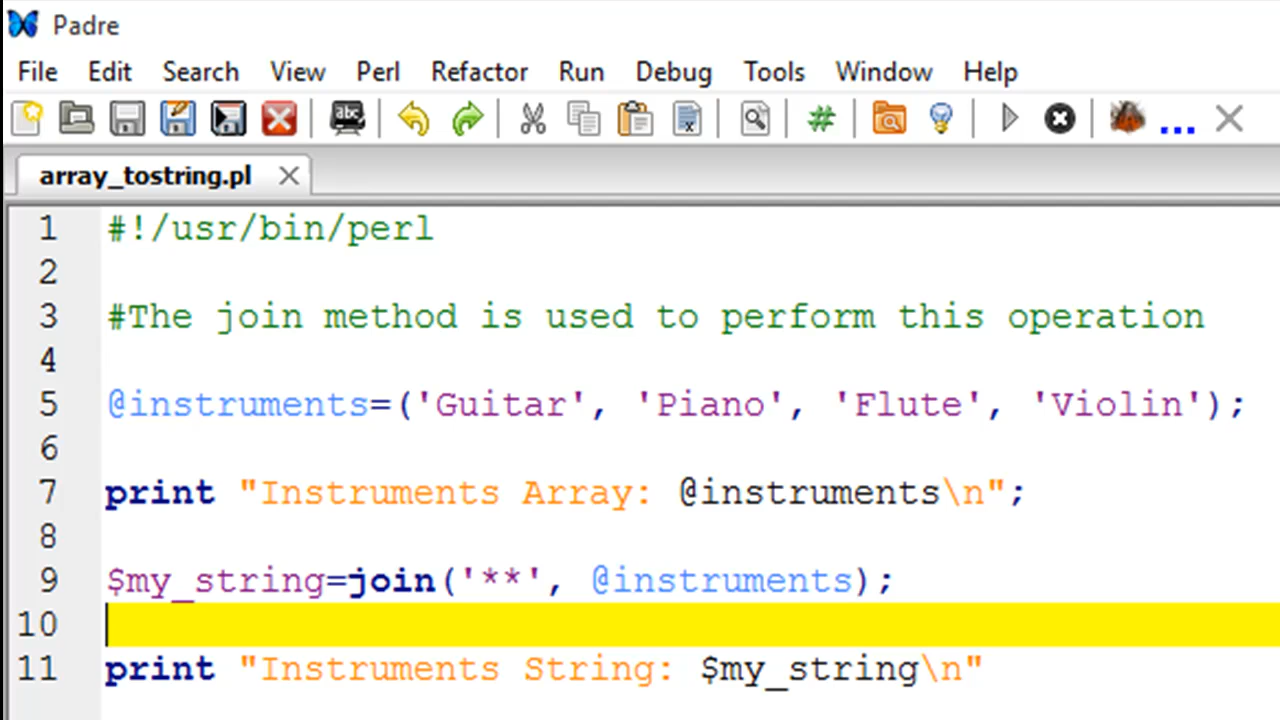 Padre
File Edit Search View Perl Refactor Run Debug Tools Window Help
abc # ...
array_tostring.pl
1 #!/usr/bin/perl
2
3 #The join method is used to perform this operation
4
5 @instruments=('Guitar', 'Piano', 'Flute', 'Violin');
6
7 print "Instruments Array: @instruments\n";
8
9 $my_string=join('**', @instruments);
10
11 print "Instruments String: $my_string\n"